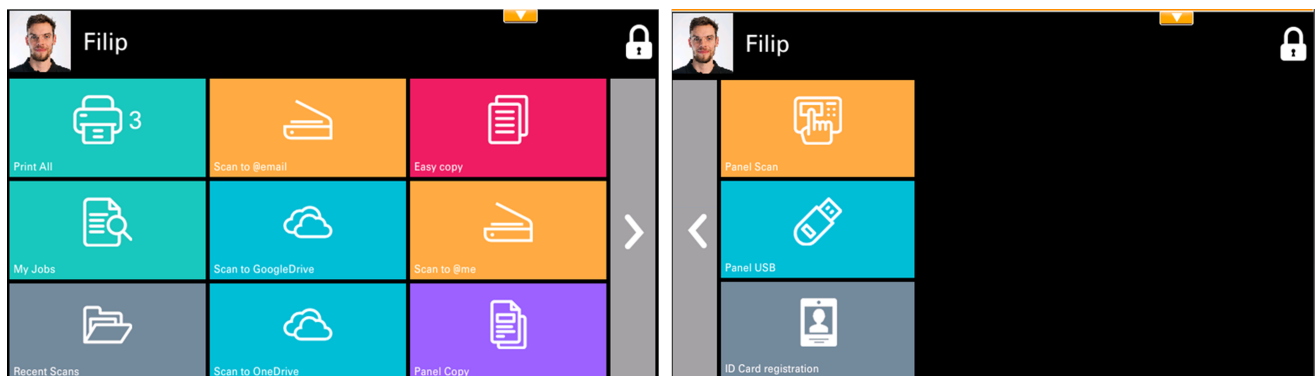 Filip
3
Print All
Scan to @email
Easy copy
My Jobs
Scan to GoogleDrive
Scan to @me
Recent Scans
Scan to OneDrive
Panel Copy
Filip
Panel Scan
Panel USB
ID Card registration